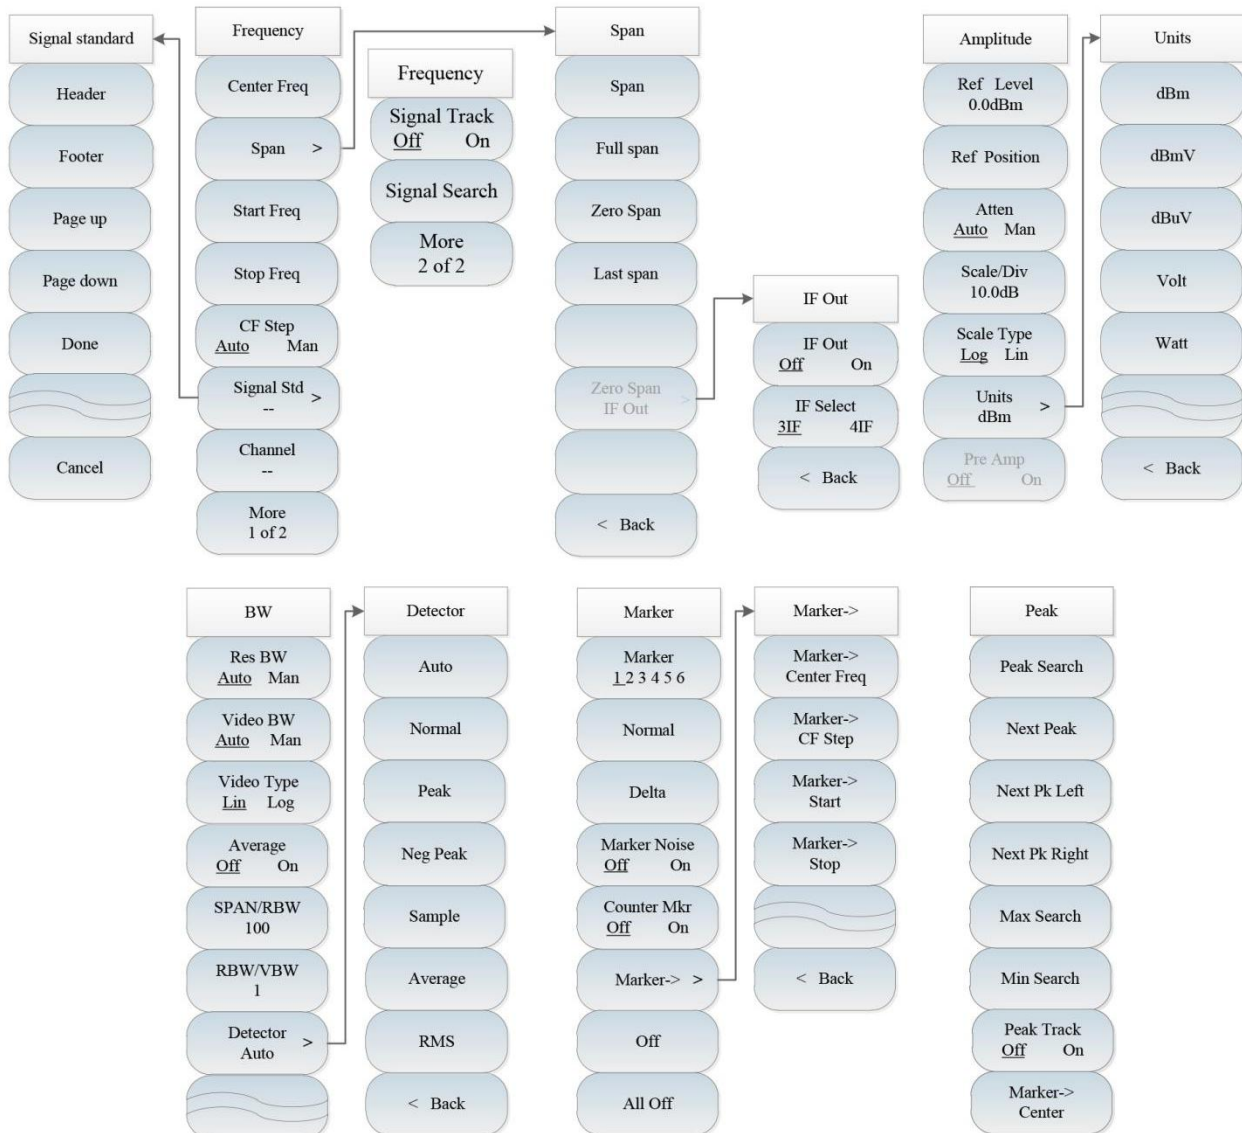 Signal standard
Header
Footer
Page up
Page down
Done
Cancel
Frequency
Center Freq
Span >
Start Freq
Stop Freq
CF Step
Auto Man
Signal Std >
--
Channel
--
More
1 of 2
Frequency
Signal Track
Off On
Signal Search
More
2 of 2
Span
Span
Full span
Zero Span
Last span
Zero Span >
IF Out
< Back
IF Out
IF Out
Off On
IF Select
3IF 4IF
< Back
Amplitude
Ref Level
0.0dBm
Ref Position
Atten
Auto Man
Scale/Div
10.0dB
Scale Type
Log Lin
Units >
dBm
Pre Amp
Off On
Units
dBm
dBmV
dBuV
Volt
Watt
< Back
BW
Res BW
Auto Man
Video BW
Auto Man
Video Type
Lin Log
Average
Off On
SPAN/RBW
100
RBW/VBW
1
Detector >
Auto
Detector
Auto
Normal
Peak
Neg Peak
Sample
Average
RMS
< Back
Marker
Marker
1 2 3 4 5 6
Normal
Delta
Marker Noise
Off On
Counter Mkr
Off On
Marker-> >
Off
All Off
Marker->
Marker->
Center Freq
Marker->
CF Step
Marker->
Start
Marker->
Stop
< Back
Peak
Peak Search
Next Peak
Next Pk Left
Next Pk Right
Max Search
Min Search
Peak Track
Off On
Marker->
Center